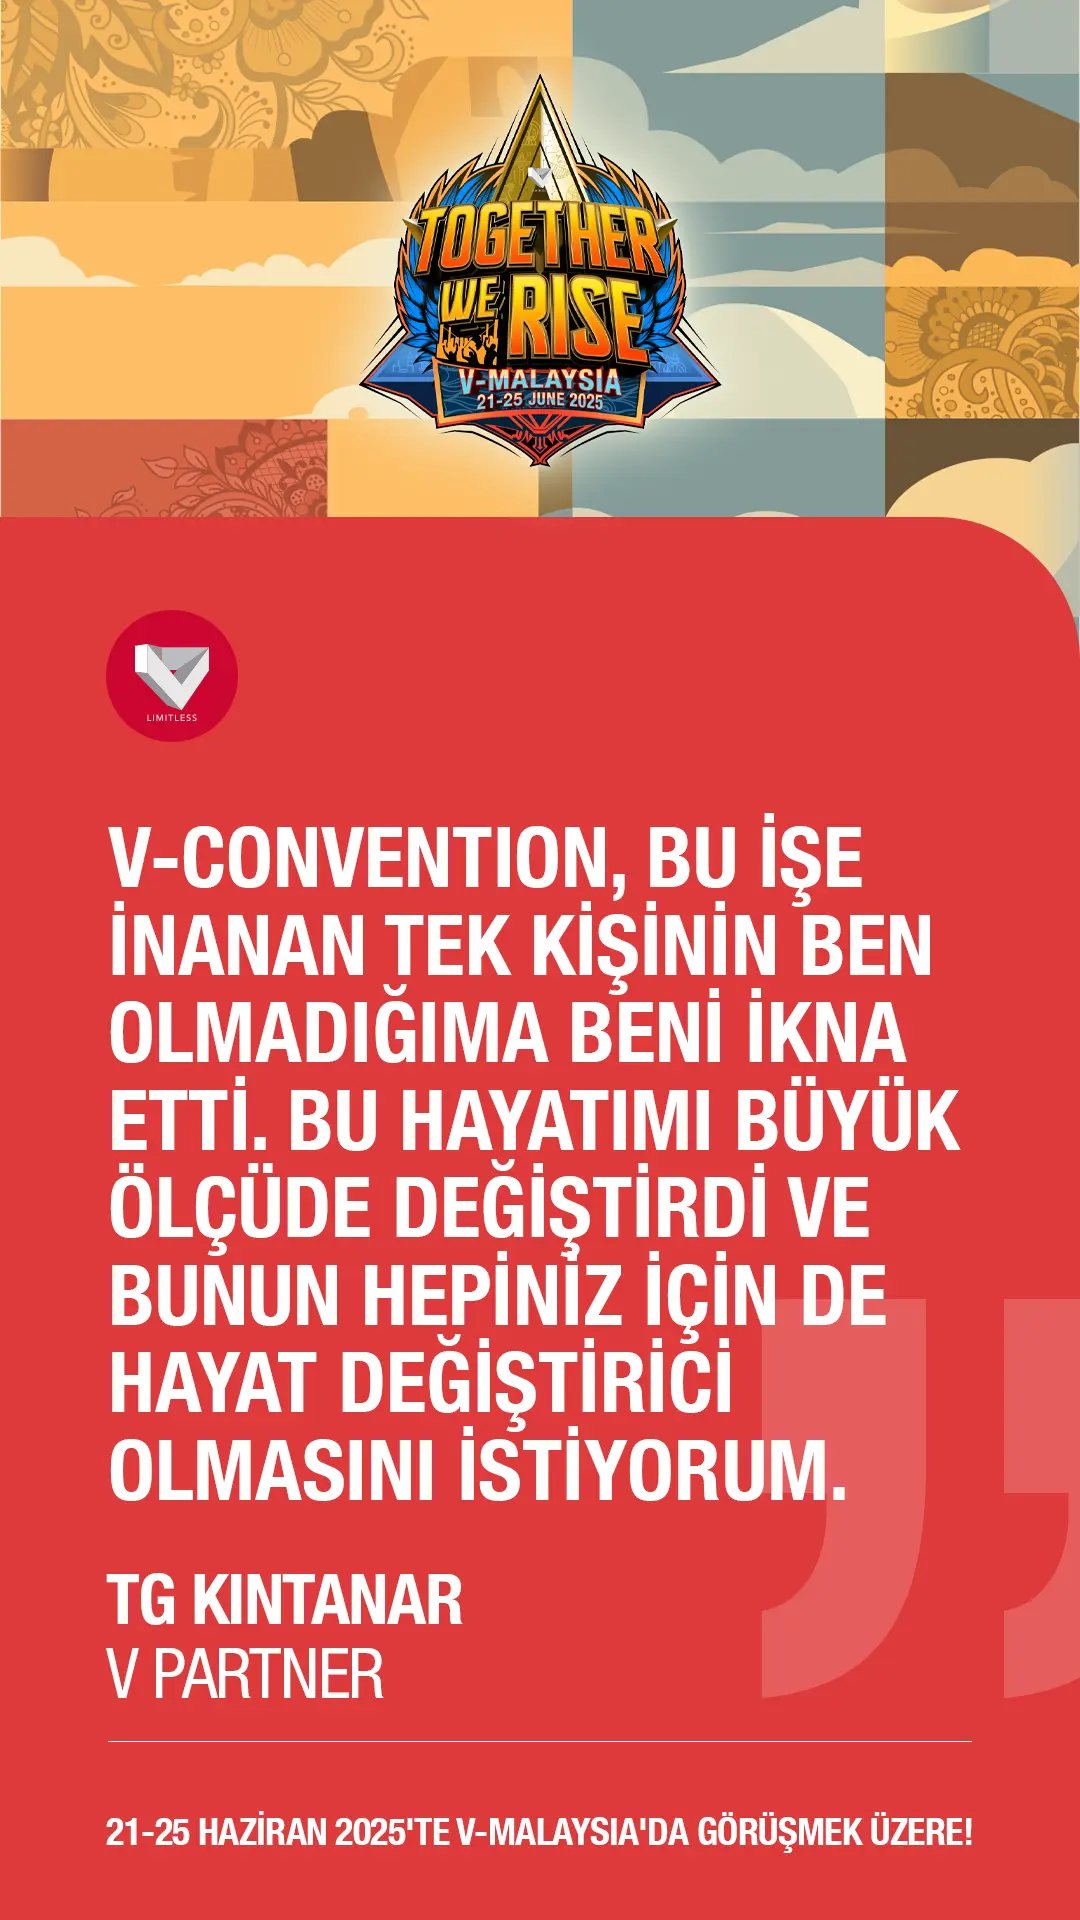 TOGETHER
WE RISE
V-MALAYSIA
21-25 JUNE 2025
LIMITLESS
V-CONVENTION, BU İŞE
İNANAN TEK KİŞİNİN BEN
OLMADIĞIMA BENİ İKNA
ETTİ. BU HAYATIMI BÜYÜK
ÖLÇÜDE DEĞİŞTİRDİ VE
BUNUN HEPİNİZ İÇİN DE
HAYAT DEĞİŞTİRİCİ
OLMASINI İSTİYORUM.
TG KINTANAR
V PARTNER
21-25 HAZİRAN 2025'TE V-MALAYSIA'DA GÖRÜŞMEK ÜZERE!